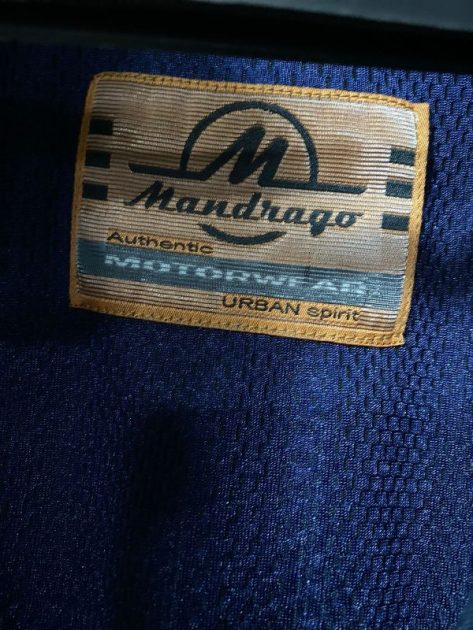 M
Mandrago
Authentic
MOTORWEAR
URBAN spirit